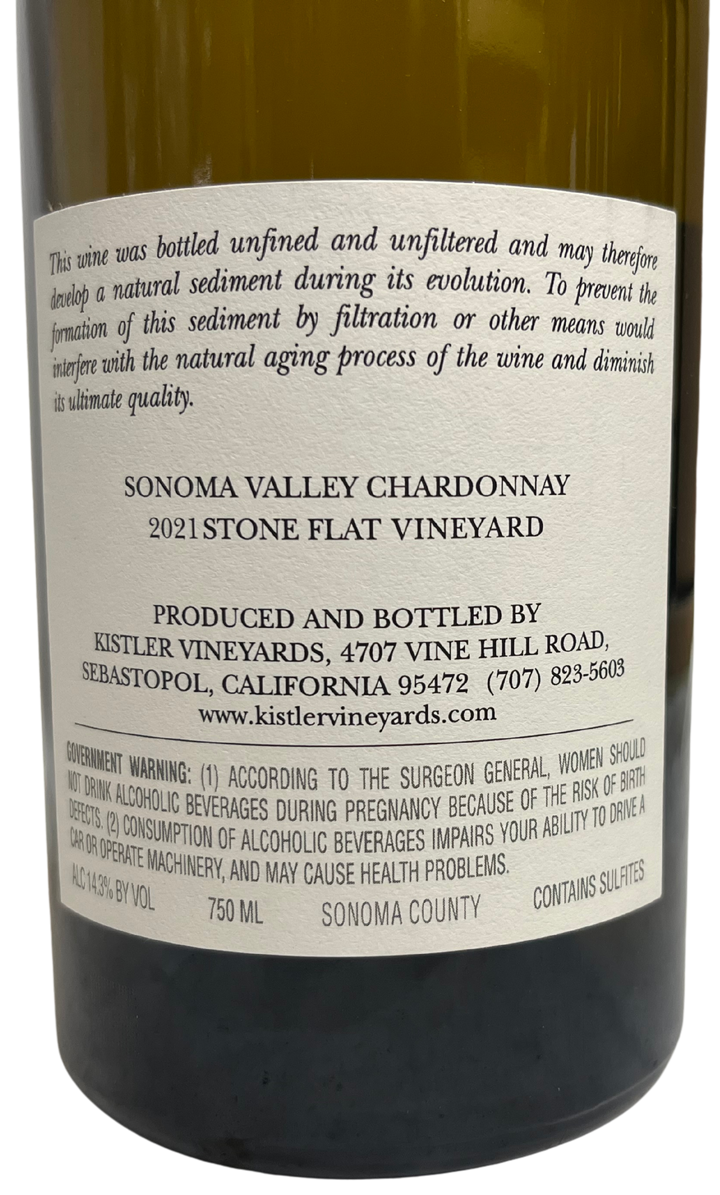 This wine was bottled unfined and unfiltered and may therefore
develop a natural sediment during its evolution. To prevent the
formation of this sediment by filtration or other means would
interfere with the natural aging process of the wine and diminish
its ultimate quality.
SONOMA VALLEY CHARDONNAY
2021 STONE FLAT VINEYARD
PRODUCED AND BOTTLED BY
KISTLER VINEYARDS, 4707 VINE HILL ROAD,
SEBASTOPOL, CALIFORNIA 95472 (707) 823-5603
www.kistlervineyards.com
GOVERNMENT WARNING: (1) ACCORDING TO THE SURGEON GENERAL, WOMEN SHOULD
NOT DRINK ALCOHOLIC BEVERAGES DURING PREGNANCY BECAUSE OF THE RISK OF BIRTH
DEFECTS. (2) CONSUMPTION OF ALCOHOLIC BEVERAGES IMPAIRS YOUR ABILITY TO DRIVE A
CAR OR OPERATE MACHINERY, AND MAY CAUSE HEALTH PROBLEMS.
ALC 14.3% BY VOL 750 ML SONOMA COUNTY CONTAINS SULFITES